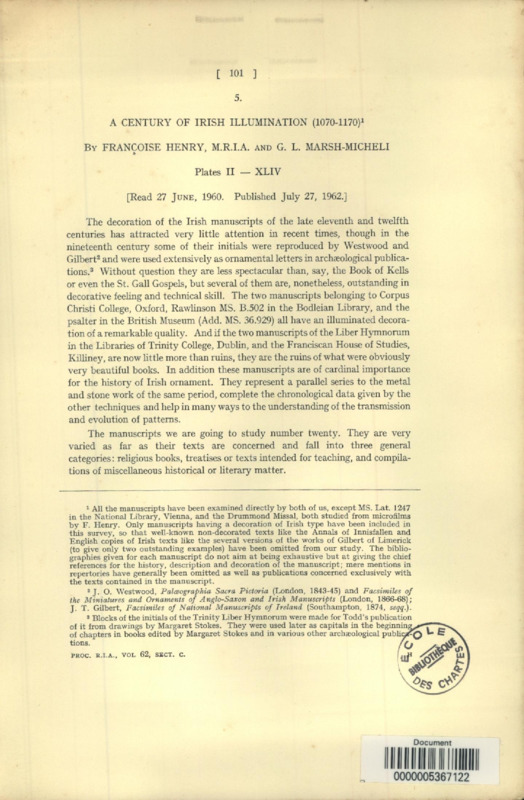 [ 101 ]
5.
A CENTURY OF IRISH ILLUMINATION (1070-1170)¹
By FRANÇOISE HENRY, M.R.I.A. AND G. L. MARSH-MICHELI
Plates II — XLIV
[Read 27 JUNE, 1960. Published July 27, 1962.]
The decoration of the Irish manuscripts of the late eleventh and twelfth
centuries has attracted very little attention in recent times, though in the
nineteenth century some of their initials were reproduced by Westwood and
Gilbert² and were used extensively as ornamental letters in archæological publica-
tions.³ Without question they are less spectacular than, say, the Book of Kells
or even the St. Gall Gospels, but several of them are, nonetheless, outstanding in
decorative feeling and technical skill. The two manuscripts belonging to Corpus
Christi College, Oxford, Rawlinson MS. B.502 in the Bodleian Library, and the
psalter in the British Museum (Add. MS. 36.929) all have an illuminated decora-
tion of a remarkable quality. And if the two manuscripts of the Liber Hymnorum
in the Libraries of Trinity College, Dublin, and the Franciscan House of Studies,
Killiney, are now little more than ruins, they are the ruins of what were obviously
very beautiful books. In addition these manuscripts are of cardinal importance
for the history of Irish ornament. They represent a parallel series to the metal
and stone work of the same period, complete the chronological data given by the
other techniques and help in many ways to the understanding of the transmission
and evolution of patterns.
The manuscripts we are going to study number twenty. They are very
varied as far as their texts are concerned and fall into three general
categories: religious books, treatises or texts intended for teaching, and compila-
tions of miscellaneous historical or literary matter.
¹ All the manuscripts have been examined directly by both of us, except MS. Lat. 1247
in the National Library, Vienna, and the Drummond Missal, both studied from microfilms
by F. Henry. Only manuscripts having a decoration of Irish type have been included in
this survey, so that well-known non-decorated texts like the Annals of Innisfallen and
English copies of Irish texts like the several versions of the works of Gilbert of Limerick
(to give only two outstanding examples) have been omitted from our study. The biblio-
graphies given for each manuscript do not aim at being exhaustive but at giving the chief
references for the history, description and decoration of the manuscript; mere mentions in
repertories have generally been omitted as well as publications concerned exclusively with
the texts contained in the manuscript.
² J. O. Westwood, Palæographia Sacra Pictoria (London, 1843-45) and Facsimiles of
the Miniatures and Ornaments of Anglo-Saxon and Irish Manuscripts (London, 1866-68);
J. T. Gilbert, Facsimiles of National Manuscripts of Ireland (Southampton, 1874, sqq.).
³ Blocks of the initials of the Trinity Liber Hymnorum were made for Todd's publication
of it from drawings by Margaret Stokes. They were used later as capitals in the beginning
of chapters in books edited by Margaret Stokes and in various other archæological publica-
tions.
PROC. R.I.A., VOL 62, SECT. C.
ÉCOLE
BIBLIOTHÈQUE
DES CHARTES
Document
0000005367122